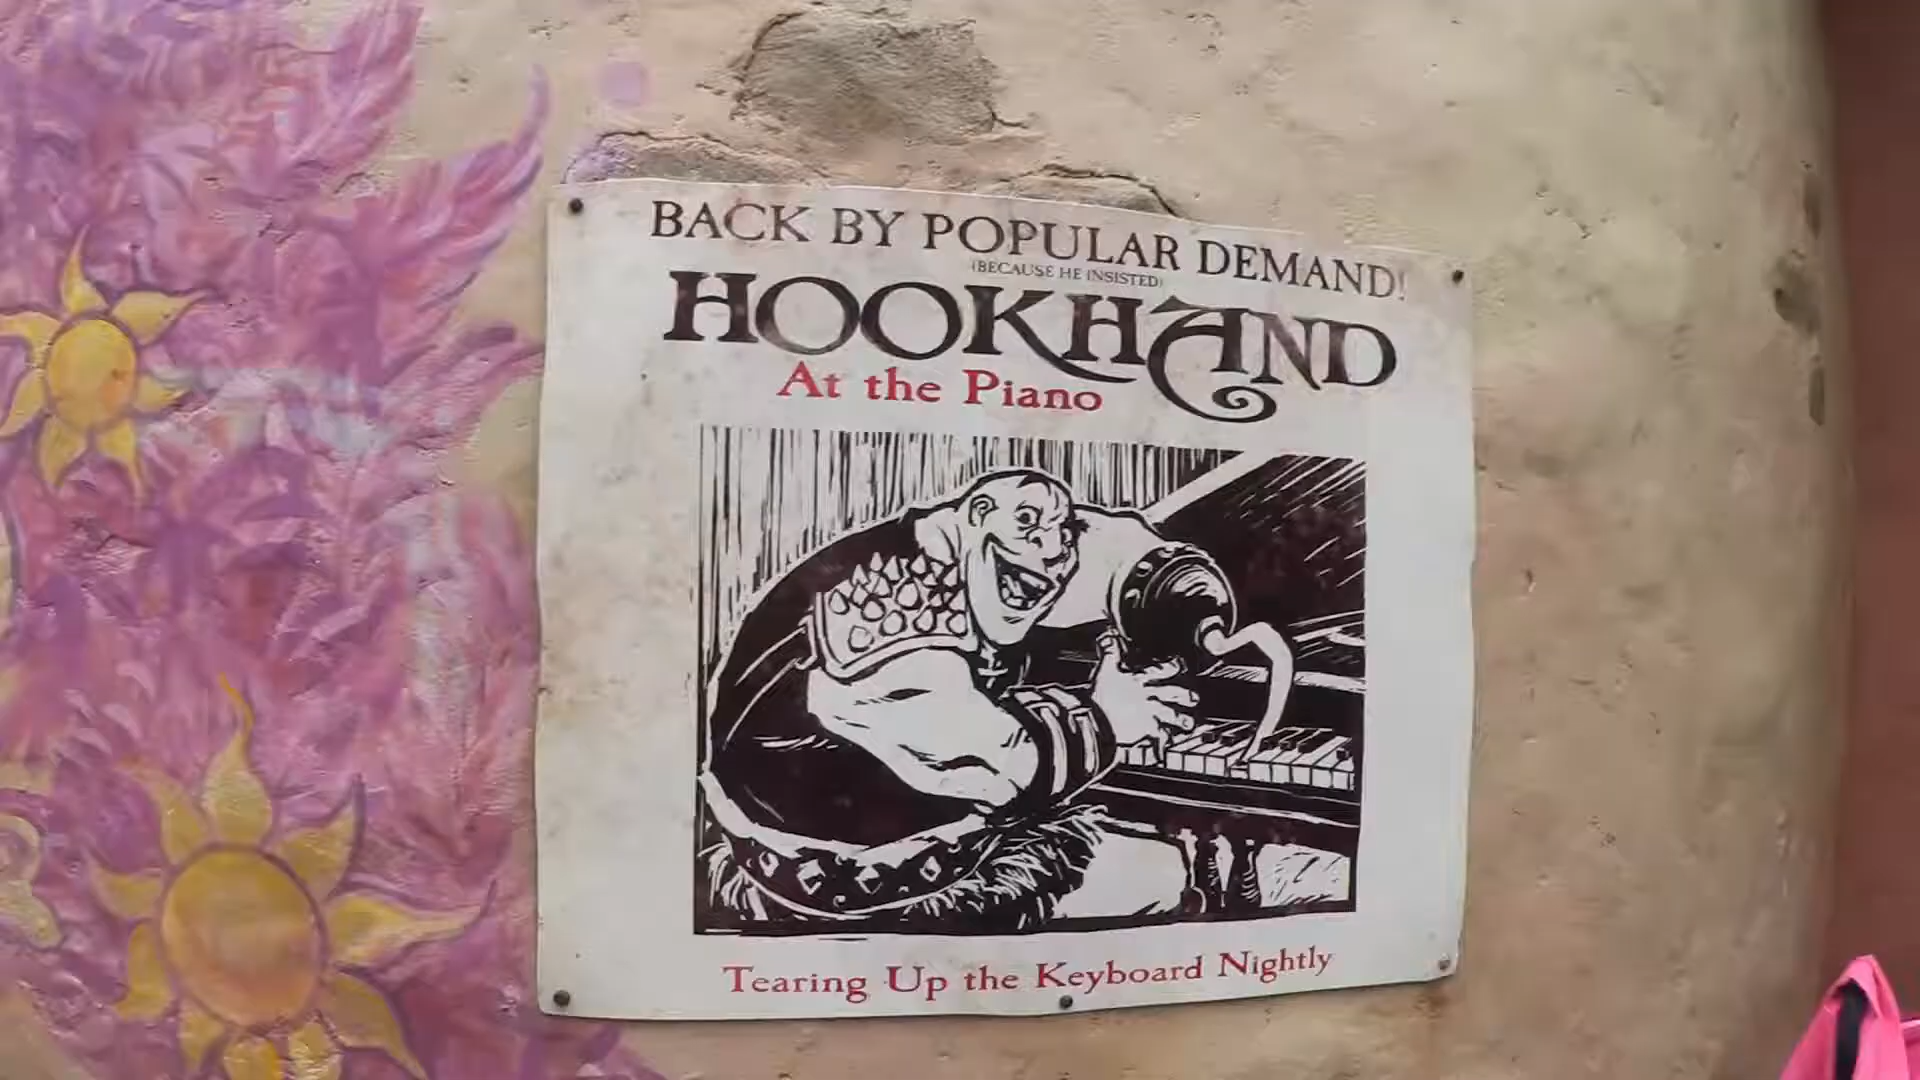 BACK BY POPULAR DEMAND!
(BECAUSE HE INSISTED)
HOOKHAND
At the Piano
Tearing Up the Keyboard Nightly